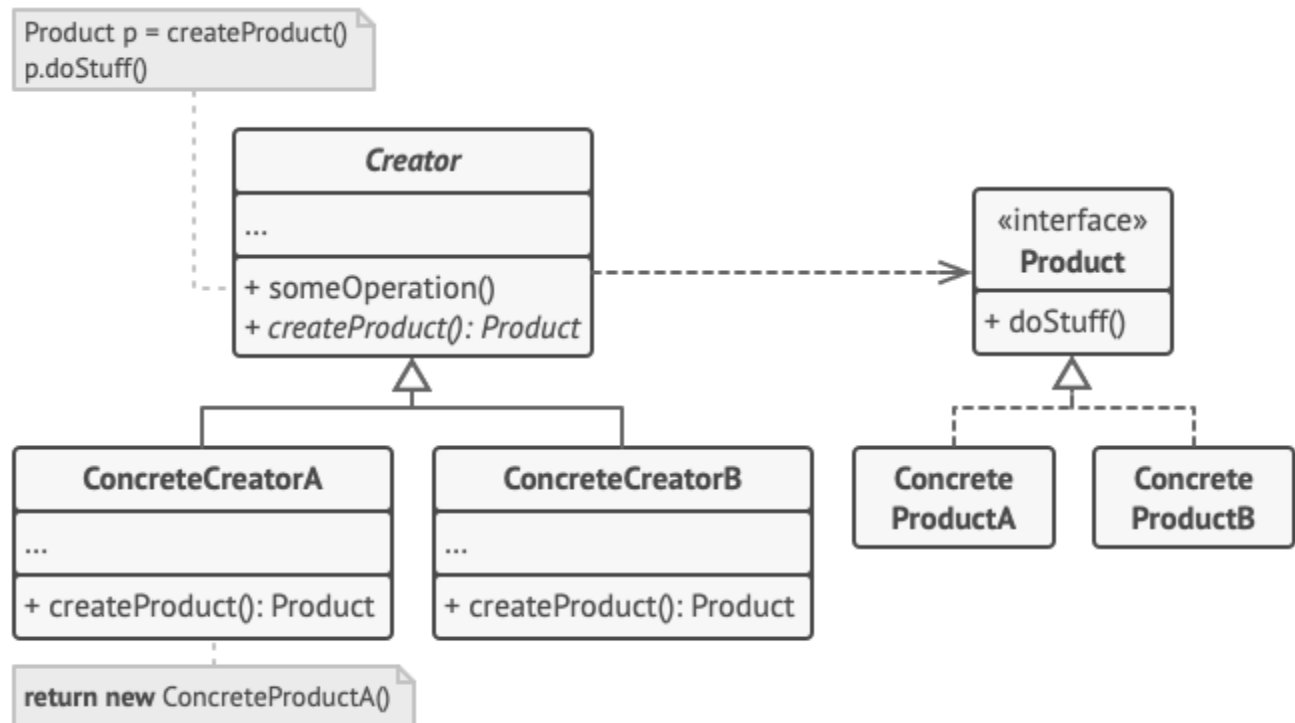 Product p = createProduct()
p.doStuff()
Creator
...
+ someOperation()
+ createProduct(): Product
«interface»
Product
+ doStuff()
ConcreteCreatorA
...
+ createProduct(): Product
ConcreteCreatorB
...
+ createProduct(): Product
Concrete
ProductA
Concrete
ProductB
return new ConcreteProductA()